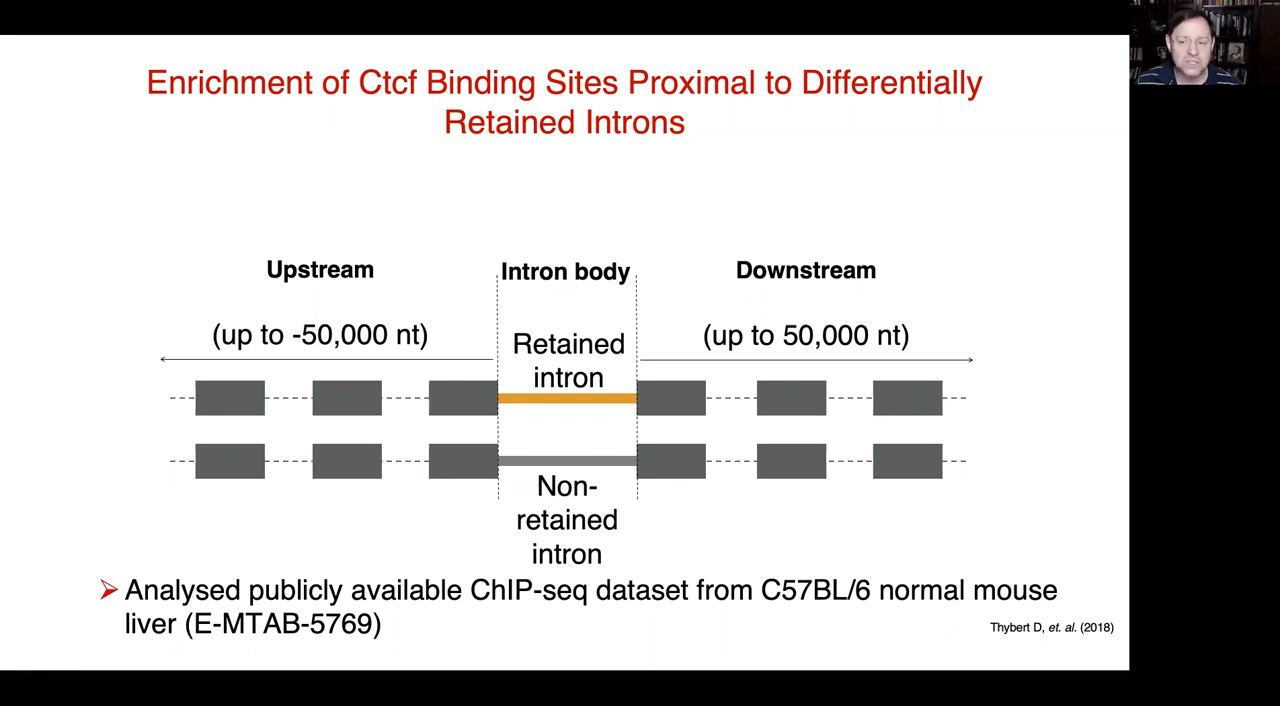 Enrichment of Ctcf Binding Sites Proximal to Differentially
Retained Introns
Upstream
Intron body
Downstream
(up to -50,000 nt)
Retained
intron
(up to 50,000 nt)
Non-
retained
intron
➢ Analysed publicly available ChIP-seq dataset from C57BL/6 normal mouse
liver (E-MTAB-5769)
Thybert D, et. al. (2018)